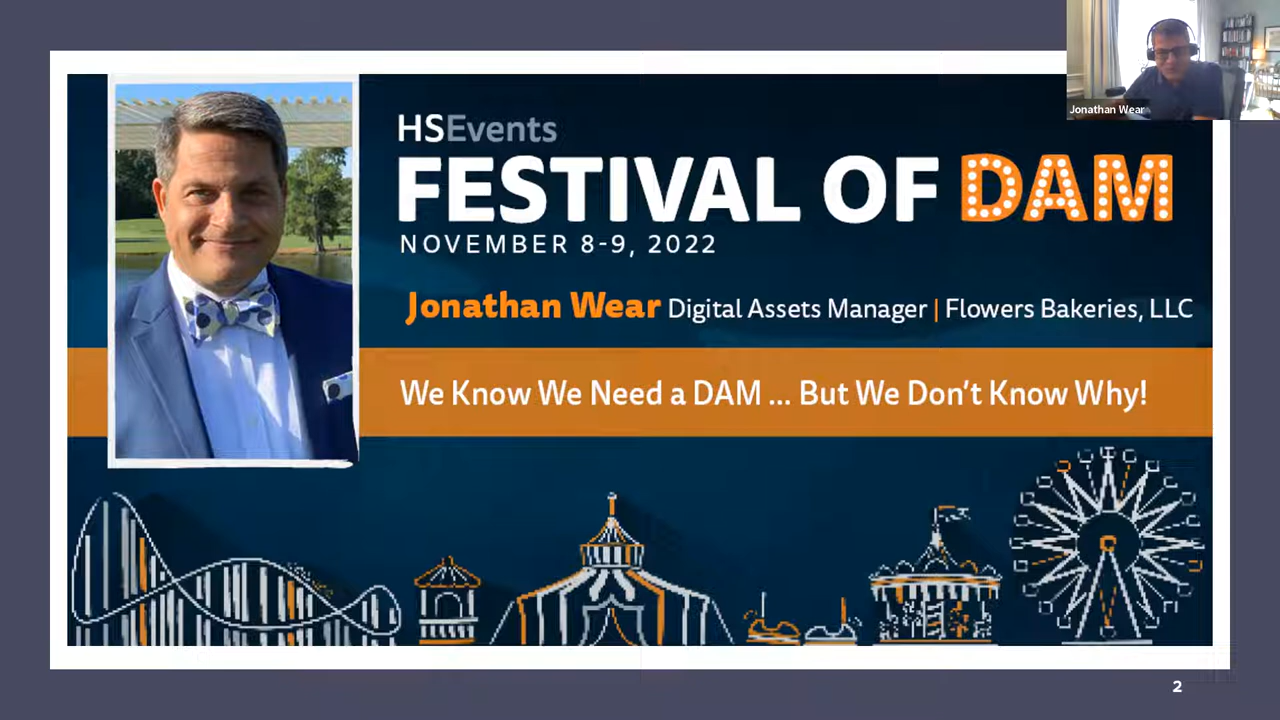 Jonathan Wear
HSEvents
FESTIVAL OF DAM
NOVEMBER 8-9, 2022
Jonathan Wear Digital Assets Manager | Flowers Bakeries, LLC
We Know We Need a DAM ... But We Don't Know Why!
2